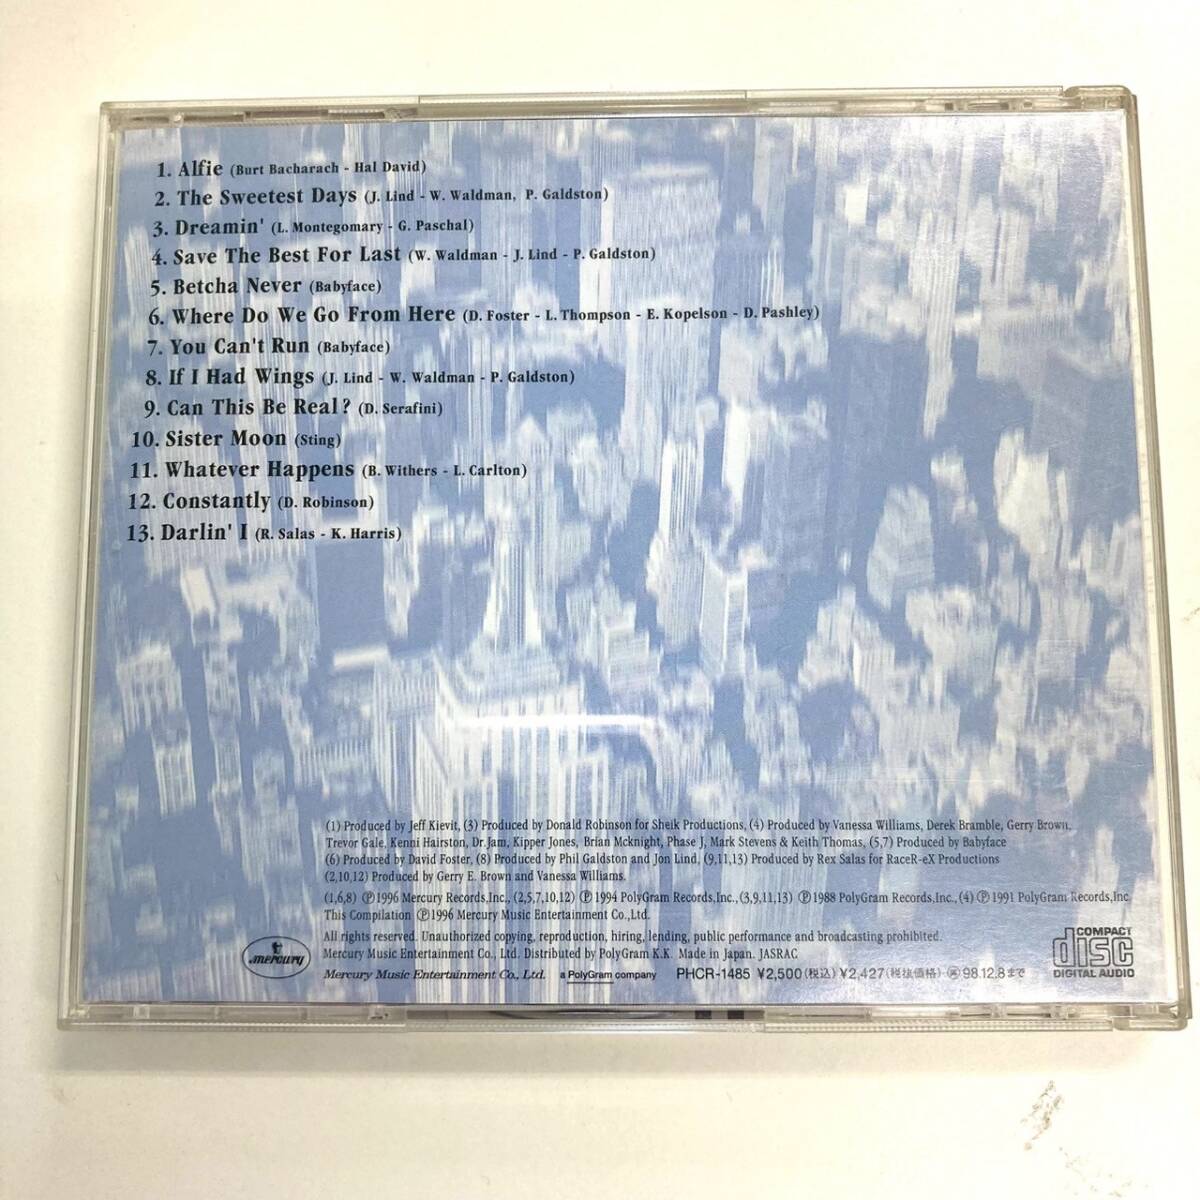 1. Alfie (Burt Bacharach - Hal David)
2. The Sweetest Days (J. Lind - W. Waldman, P. Galdston)
3. Dreamin' (L. Montegomary - G. Paschal)
4. Save The Best For Last (W. Waldman - J. Lind - P. Galdston)
5. Betcha Never (Babyface)
6. Where Do We Go From Here (D. Foster - L. Thompson - E. Kopelson - D. Pashley)
7. You Can't Run (Babyface)
8. If I Had Wings (J. Lind - W. Waldman - P. Galdston)
9. Can This Be Real? (D. Serafini)
10. Sister Moon (Sting)
11. Whatever Happens (B. Withers - L. Carlton)
12. Constantly (D. Robinson)
13. Darlin' I (R. Salas - K. Harris)
(1) Produced by Jeff Kievit, (3) Produced by Donald Robinson for Sheik Productions, (4) Produced by Vanessa Williams, Derek Bramble, Gerry Brown,
Trevor Gale, Kenni Hairston, Dr.Jam, Kipper Jones, Brian Mcknight, Phase J, Mark Stevens & Keith Thomas, (5,7) Produced by Babyface
(6) Produced by David Foster, (8) Produced by Phil Galdston and Jon Lind, (9,11,13) Produced by Rex Salas for RaceR-eX Productions
(2,10,12) Produced by Gerry E. Brown and Vanessa Williams.
(1,6,8) Ⓟ1996 Mercury Records,Inc., (2,5,7,10,12) Ⓟ 1994 PolyGram Records,Inc., (3,9,11,13) Ⓟ 1988 PolyGram Records,Inc., (4) Ⓟ 1991 PolyGram Records,Inc.
This Compilation Ⓟ1996 Mercury Music Entertainment Co.,Ltd.
All rights reserved. Unauthorized copying, reproduction, hiring, lending, public performance and broadcasting prohibited.
Mercury Music Entertainment Co., Ltd. Distributed by PolyGram K.K. Made in Japan. JASRAC
Mercury Music Entertainment Co., Ltd. a PolyGram company PHCR-1485 ¥2,500(税込)¥2,427(税抜価格) Ⓡ98.12.8まで
mercury
COMPACT
disc
DIGITAL AUDIO